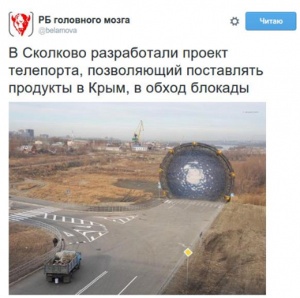 РБ головного мозга
@belamova
Читаю
В Сколково разработали проект
телепорта, позволяющий поставлять
продукты в Крым, в обход блокады